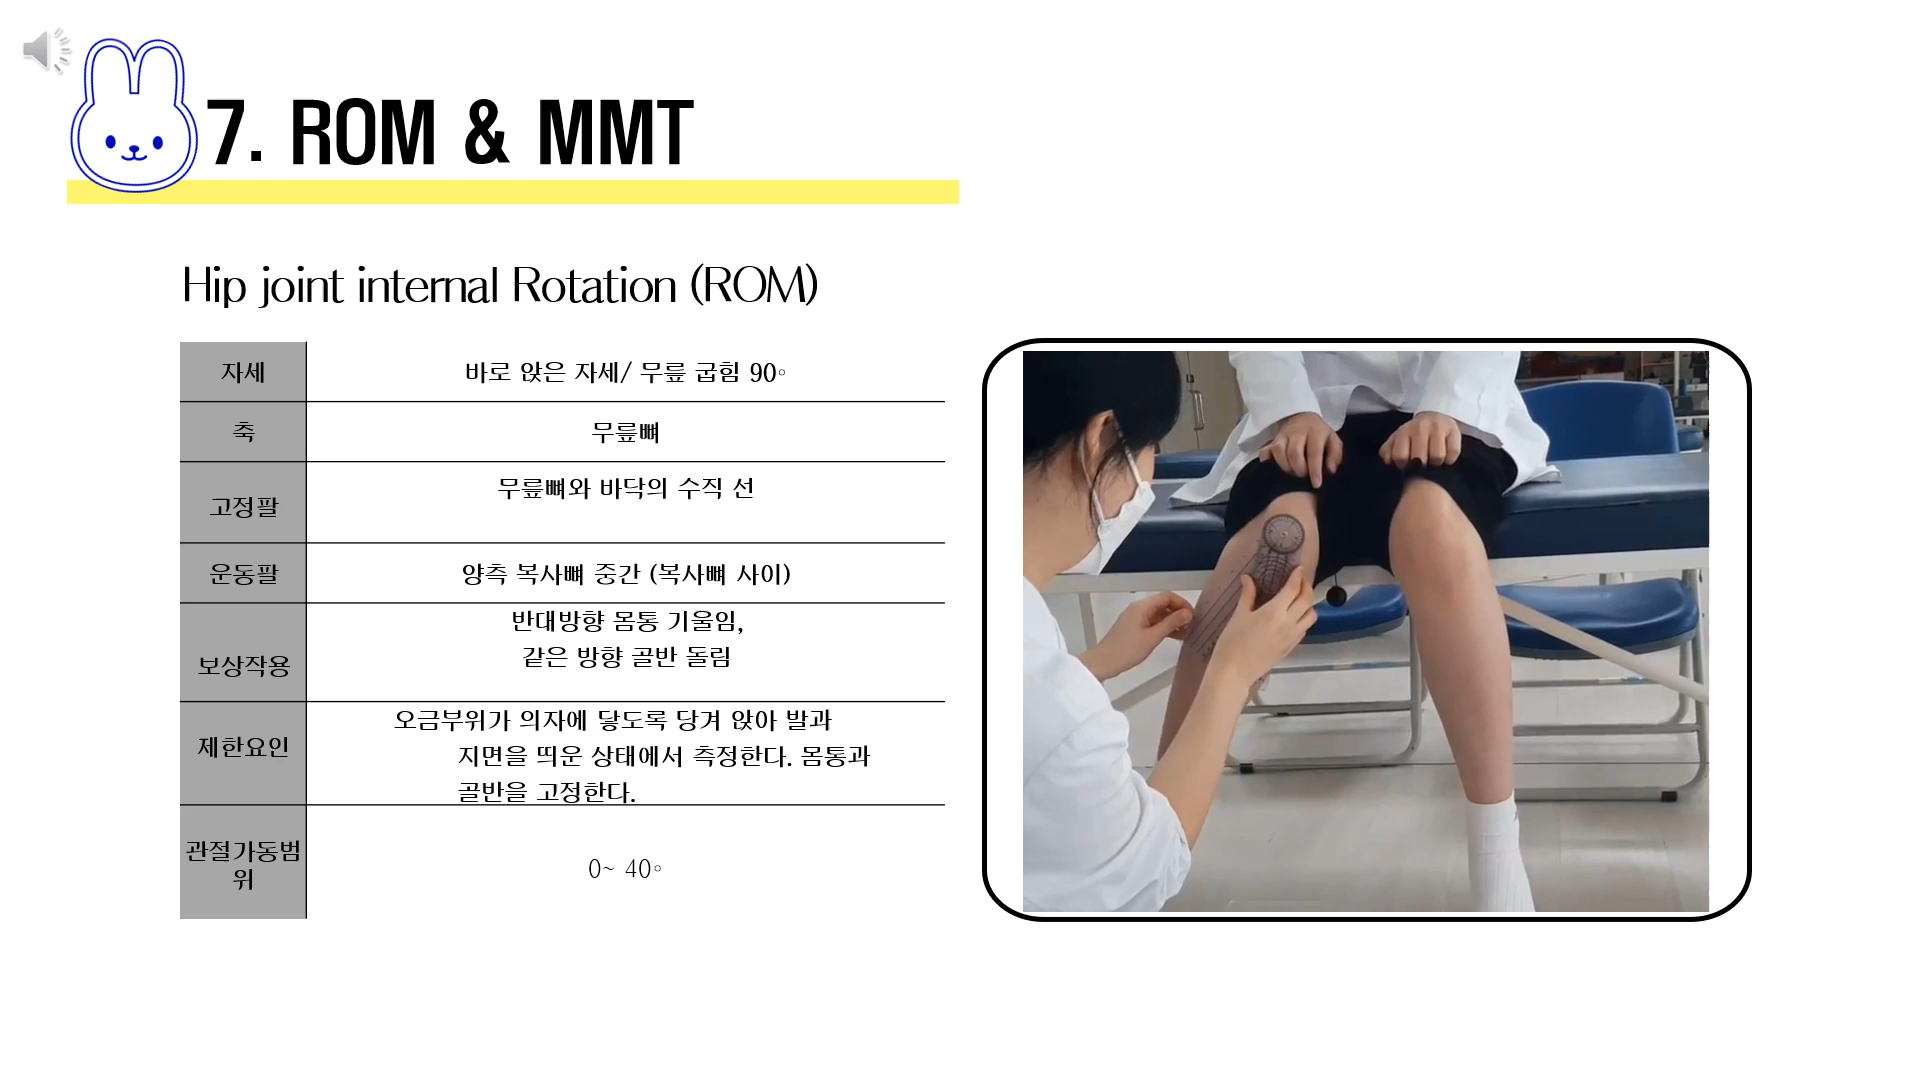 7. ROM & MMT
Hip joint internal Rotation (ROM)
자세
바로 앉은 자세/ 무릎 굽힘 90◦
축
무릎뼈
고정팔
무릎뼈와 바닥의 수직 선
운동팔
양측 복사뼈 중간 (복사뼈 사이)
보상작용
반대방향 몸통 기울임,
같은 방향 골반 돌림
제한요인
오금부위가 의자에 닿도록 당겨 앉아 발과
지면을 띄운 상태에서 측정한다. 몸통과
골반을 고정한다.
관절가동범
위
0~ 40◦